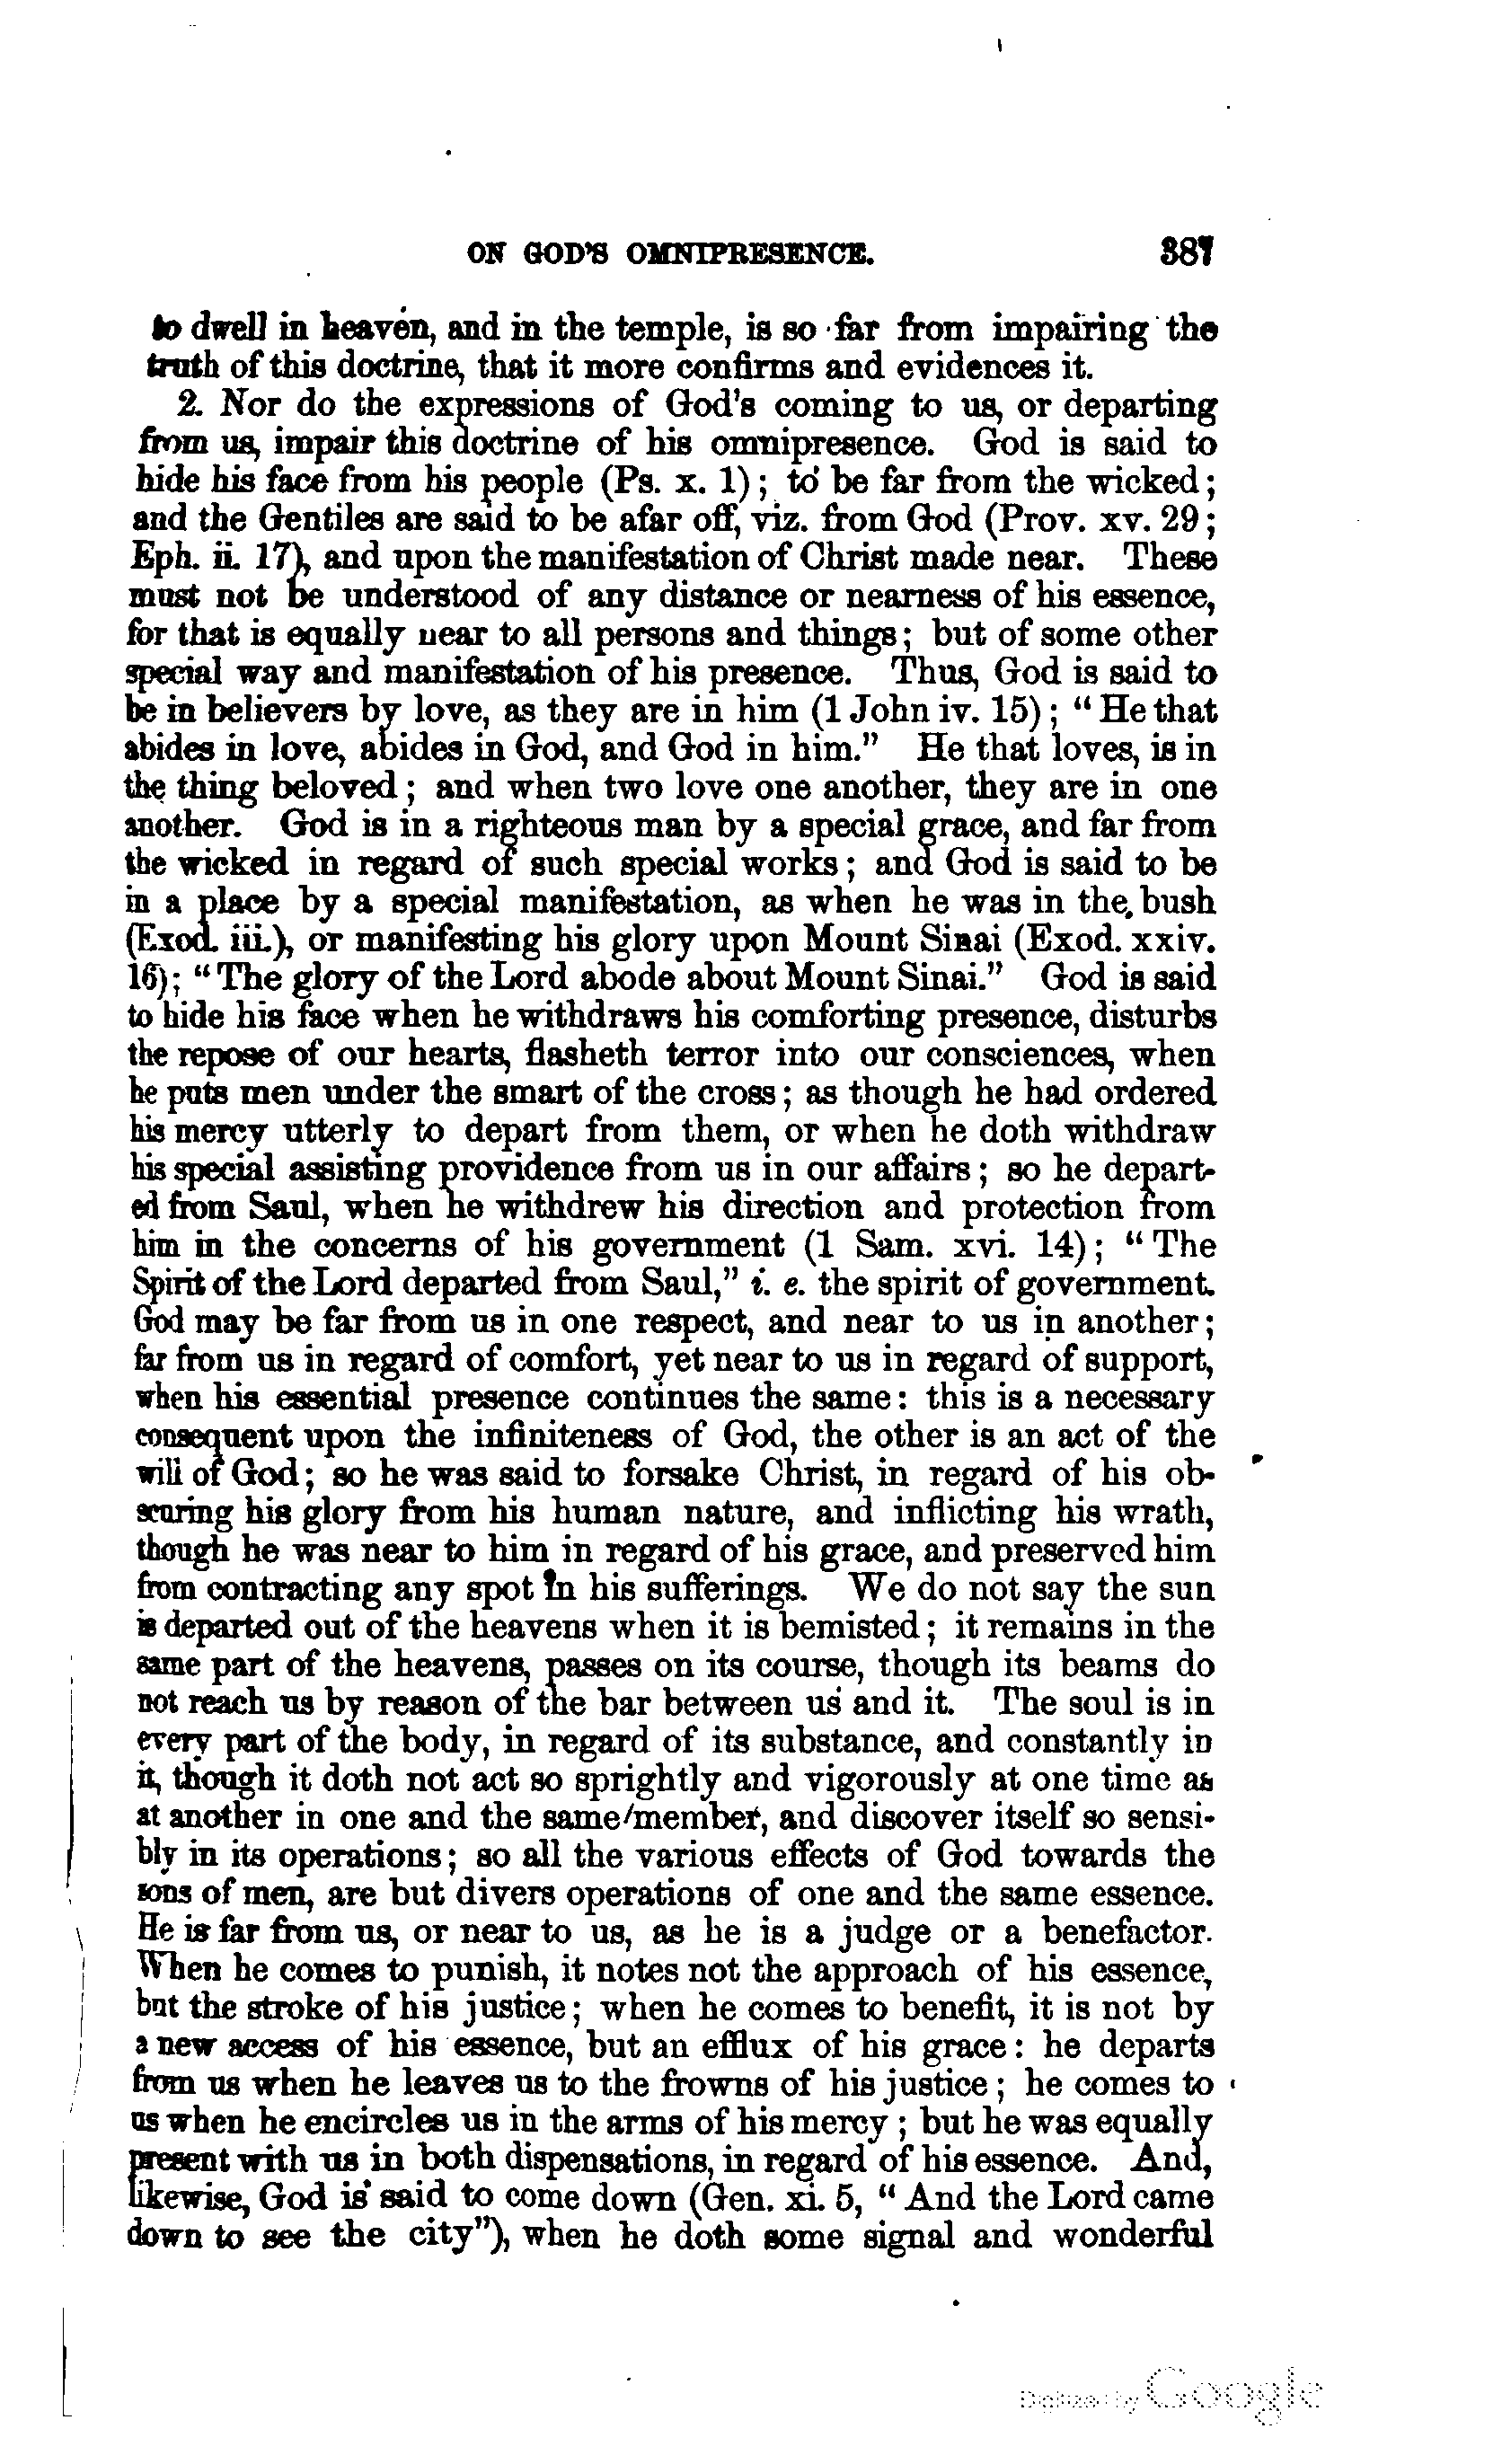 ON GOD'S OMNIPRESENCE. 387
to dwell in heaven, and in the temple, is so far from impairing the
truth of this doctrine, that it more confirms and evidences it.
2. Nor do the expressions of God's coming to us, or departing
from us, impair this doctrine of his omnipresence. God is said to
hide his face from his people (Ps. x. 1); to be far from the wicked;
and the Gentiles are said to be afar off, viz. from God (Prov. xv. 29;
Eph. ii. 17), and upon the manifestation of Christ made near. These
must not be understood of any distance or nearness of his essence,
for that is equally near to all persons and things; but of some other
special way and manifestation of his presence. Thus, God is said to
be in believers by love, as they are in him (1 John iv. 15); "He that
abides in love, abides in God, and God in him." He that loves, is in
the thing beloved; and when two love one another, they are in one
another. God is in a righteous man by a special grace, and far from
the wicked in regard of such special works; and God is said to be
in a place by a special manifestation, as when he was in the bush
(Exod. iii.), or manifesting his glory upon Mount Sinai (Exod. xxiv.
16); "The glory of the Lord abode about Mount Sinai." God is said
to hide his face when he withdraws his comforting presence, disturbs
the repose of our hearts, flasheth terror into our consciences, when
he puts men under the smart of the cross; as though he had ordered
his mercy utterly to depart from them, or when he doth withdraw
his special assisting providence from us in our affairs; so he depart-
ed from Saul, when he withdrew his direction and protection from
him in the concerns of his government (1 Sam. xvi. 14); "The
Spirit of the Lord departed from Saul," i. e. the spirit of government.
God may be far from us in one respect, and near to us in another;
far from us in regard of comfort, yet near to us in regard of support,
when his essential presence continues the same: this is a necessary
consequent upon the infiniteness of God, the other is an act of the
will of God; so he was said to forsake Christ, in regard of his ob-
scuring his glory from his human nature, and inflicting his wrath,
though he was near to him in regard of his grace, and preserved him
from contracting any spot in his sufferings. We do not say the sun
is departed out of the heavens when it is bemisted; it remains in the
same part of the heavens, passes on its course, though its beams do
not reach us by reason of the bar between us and it. The soul is in
every part of the body, in regard of its substance, and constantly in
it, though it doth not act so sprightly and vigorously at one time as
at another in one and the same member, and discover itself so sensi-
bly in its operations; so all the various effects of God towards the
sons of men, are but divers operations of one and the same essence.
He is far from us, or near to us, as he is a judge or a benefactor.
When he comes to punish, it notes not the approach of his essence,
but the stroke of his justice; when he comes to benefit, it is not by
a new access of his essence, but an efflux of his grace: he departs
from us when he leaves us to the frowns of his justice; he comes to
us when he encircles us in the arms of his mercy; but he was equally
present with us in both dispensations, in regard of his essence. And,
likewise, God is said to come down (Gen. xi. 5, "And the Lord came
down to see the city"), when he doth some signal and wonderful
Digitized by Google